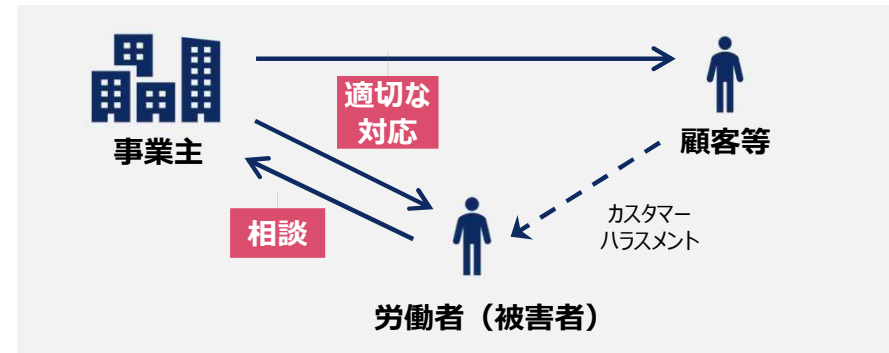 適切な
対応
事業主
顧客等
相談
カスタマー
ハラスメント
労働者（被害者）